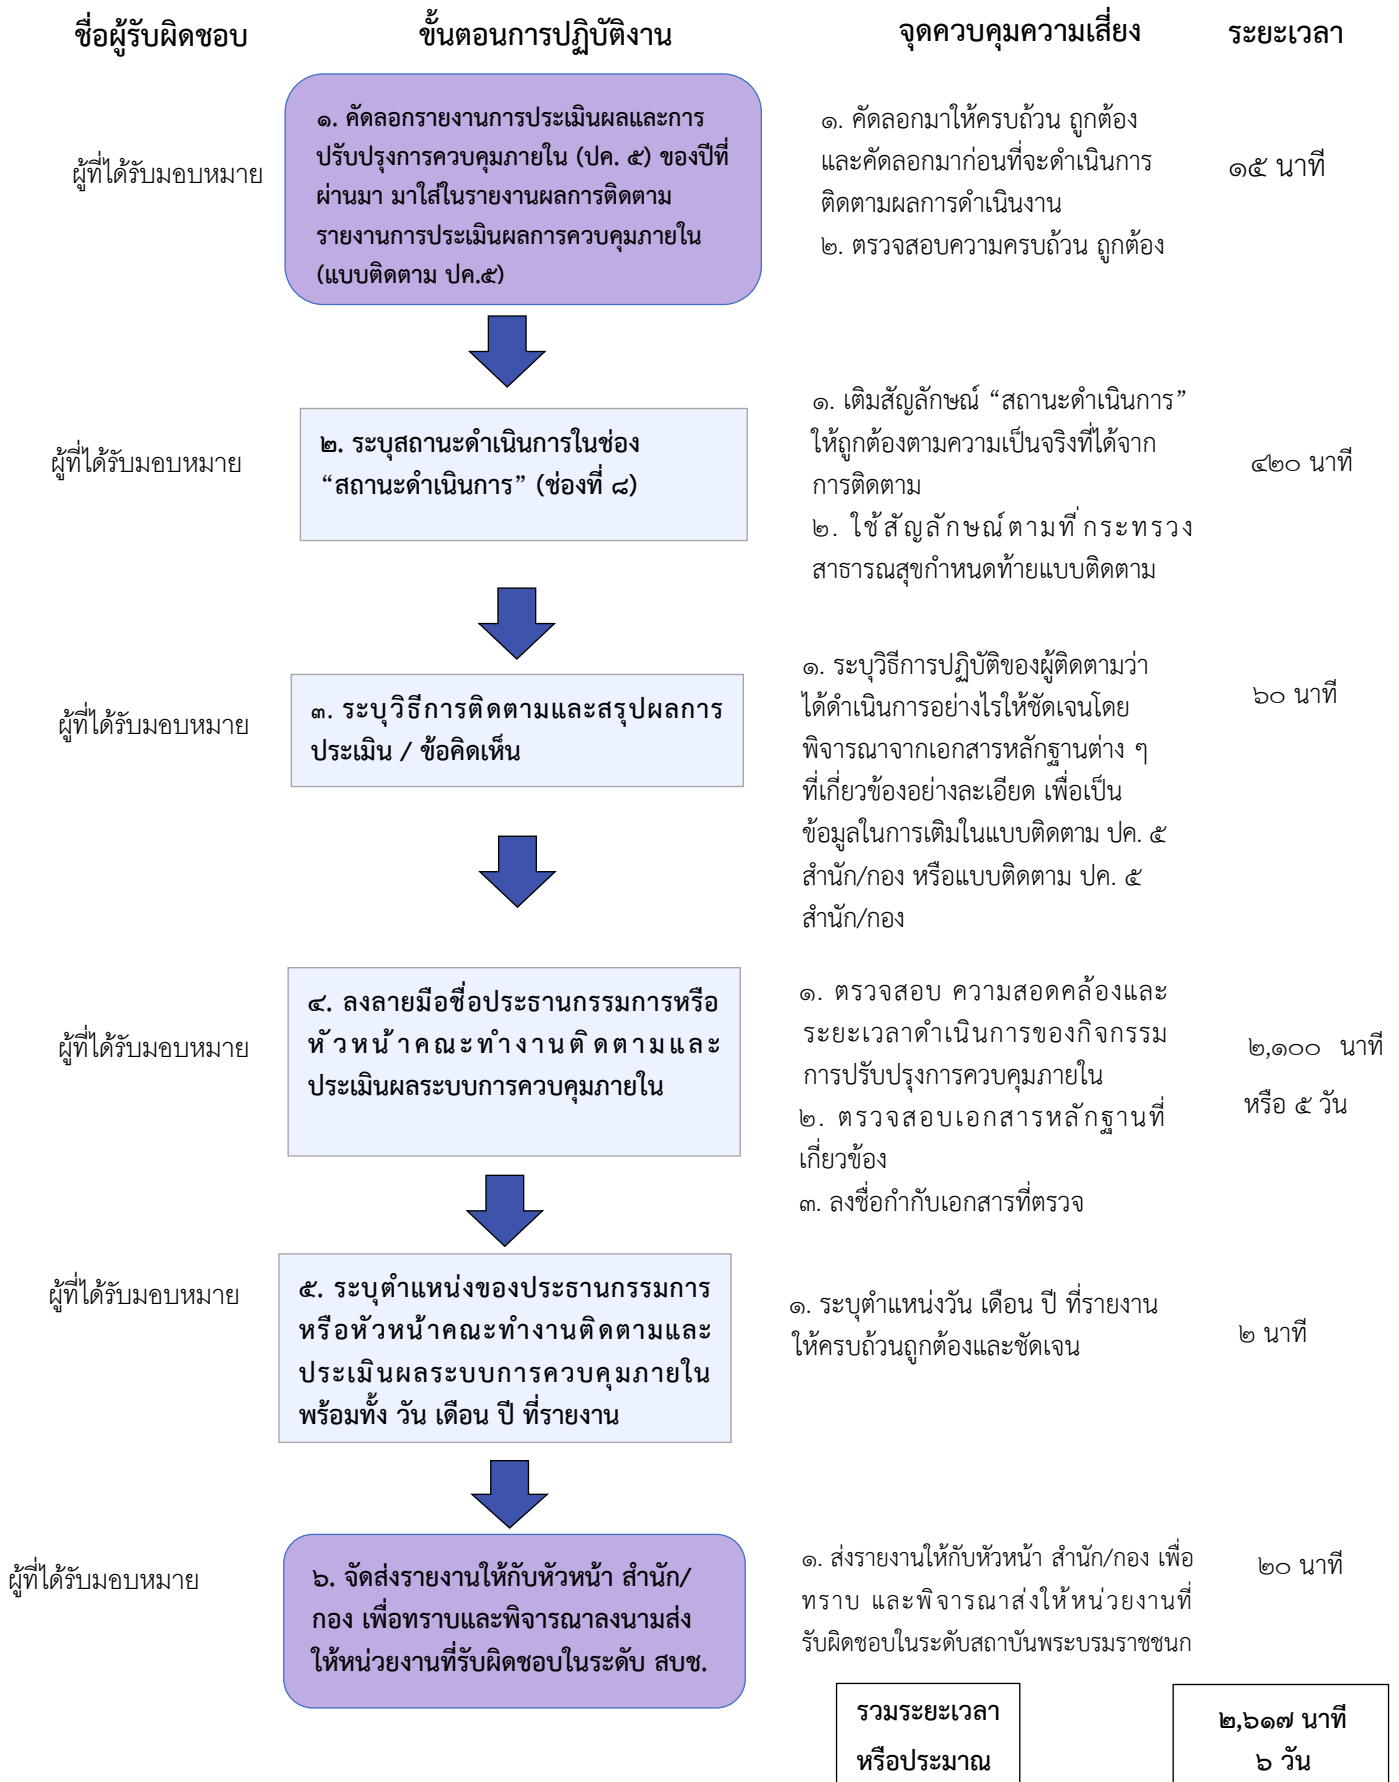 ชื่อผู้รับผิดชอบ
ขั้นตอนการปฏิบัติงาน
จุดควบคุมความเสี่ยง
ระยะเวลา
ผู้ที่ได้รับมอบหมาย
๑. คัดลอกรายงานการประเมินผลและการ
ปรับปรุงการควบคุมภายใน (ปค. ๕) ของปีที่
ผ่านมา มาใส่ในรายงานผลการติดตาม
รายงานการประเมินผลการควบคุมภายใน
(แบบติดตาม ปค.๕)
๑. คัดลอกมาให้ครบถ้วน ถูกต้อง
และคัดลอกมาก่อนที่จะดำเนินการ
ติดตามผลการดำเนินงาน
๒. ตรวจสอบความครบถ้วน ถูกต้อง
๑๕ นาที
ผู้ที่ได้รับมอบหมาย
๒. ระบุสถานะดำเนินการในช่อง
“สถานะดำเนินการ” (ช่องที่ ๘)
๑. เติมสัญลักษณ์ “สถานะดำเนินการ”
ให้ถูกต้องตามความเป็นจริงที่ได้จาก
การติดตาม
๒. ใช้สัญลักษณ์ตามที่กระทรวง
สาธารณสุขกำหนดท้ายแบบติดตาม
๔๒๐ นาที
ผู้ที่ได้รับมอบหมาย
๓. ระบุวิธีการติดตามและสรุปผลการ
ประเมิน / ข้อคิดเห็น
๑. ระบุวิธีการปฏิบัติของผู้ติดตามว่า
ได้ดำเนินการอย่างไรให้ชัดเจนโดย
พิจารณาจากเอกสารหลักฐานต่าง ๆ
ที่เกี่ยวข้องอย่างละเอียด เพื่อเป็น
ข้อมูลในการเติมในแบบติดตาม ปค. ๕
สำนัก/กอง หรือแบบติดตาม ปค. ๕
สำนัก/กอง
๖๐ นาที
ผู้ที่ได้รับมอบหมาย
๔. ลงลายมือชื่อประธานกรรมการหรือ
หัวหน้าคณะทำงานติดตามและ
ประเมินผลระบบการควบคุมภายใน
๑. ตรวจสอบ ความสอดคล้องและ
ระยะเวลาดำเนินการของกิจกรรม
การปรับปรุงการควบคุมภายใน
๒. ตรวจสอบเอกสารหลักฐานที่
เกี่ยวข้อง
๓. ลงชื่อกำกับเอกสารที่ตรวจ
๒,๑๐๐ นาที
หรือ ๕ วัน
ผู้ที่ได้รับมอบหมาย
๕. ระบุตำแหน่งของประธานกรรมการ
หรือหัวหน้าคณะทำงานติดตามและ
ประเมินผลระบบการควบคุมภายใน
พร้อมทั้ง วัน เดือน ปี ที่รายงาน
๑. ระบุตำแหน่งวัน เดือน ปี ที่รายงาน
ให้ครบถ้วนถูกต้องและชัดเจน
๒ นาที
ผู้ที่ได้รับมอบหมาย
๖. จัดส่งรายงานให้กับหัวหน้า สำนัก/
กอง เพื่อทราบและพิจารณาลงนามส่ง
ให้หน่วยงานที่รับผิดชอบในระดับ สบช.
๑. ส่งรายงานให้กับหัวหน้า สำนัก/กอง เพื่อ
ทราบ และพิจารณาส่งให้หน่วยงานที่
รับผิดชอบในระดับสถาบันพระบรมราชชนก
๒๐ นาที
รวมระยะเวลา
หรือประมาณ
๒,๖๑๗ นาที
๖ วัน